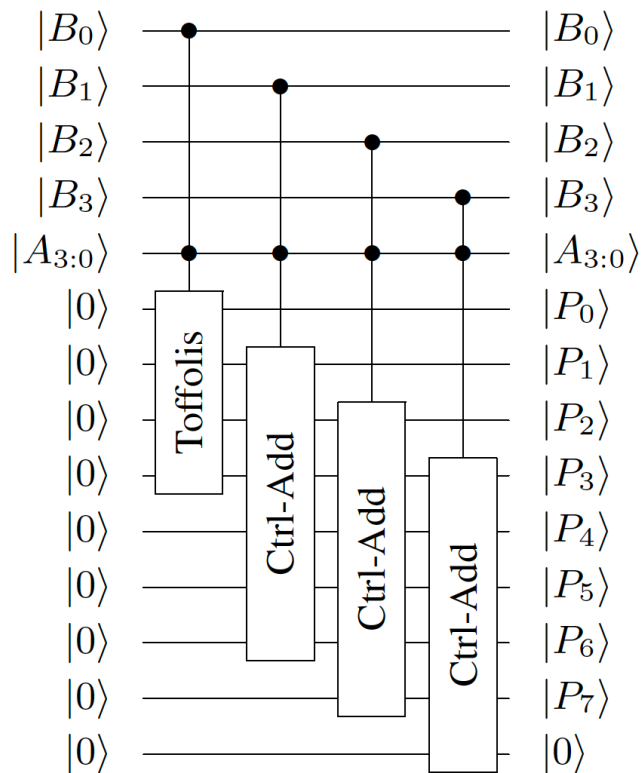 |B₀⟩ |B₀⟩
|B₁⟩ |B₁⟩
|B₂⟩ |B₂⟩
|B₃⟩ |B₃⟩
|A₃:₀⟩ |A₃:₀⟩
|0⟩ |P₀⟩
|0⟩ |P₁⟩
|0⟩ |P₂⟩
|0⟩ |P₃⟩
|0⟩ |P₄⟩
|0⟩ |P₅⟩
|0⟩ |P₆⟩
|0⟩ |P₇⟩
|0⟩ |0⟩
Toffolis
Ctrl-Add
Ctrl-Add
Ctrl-Add